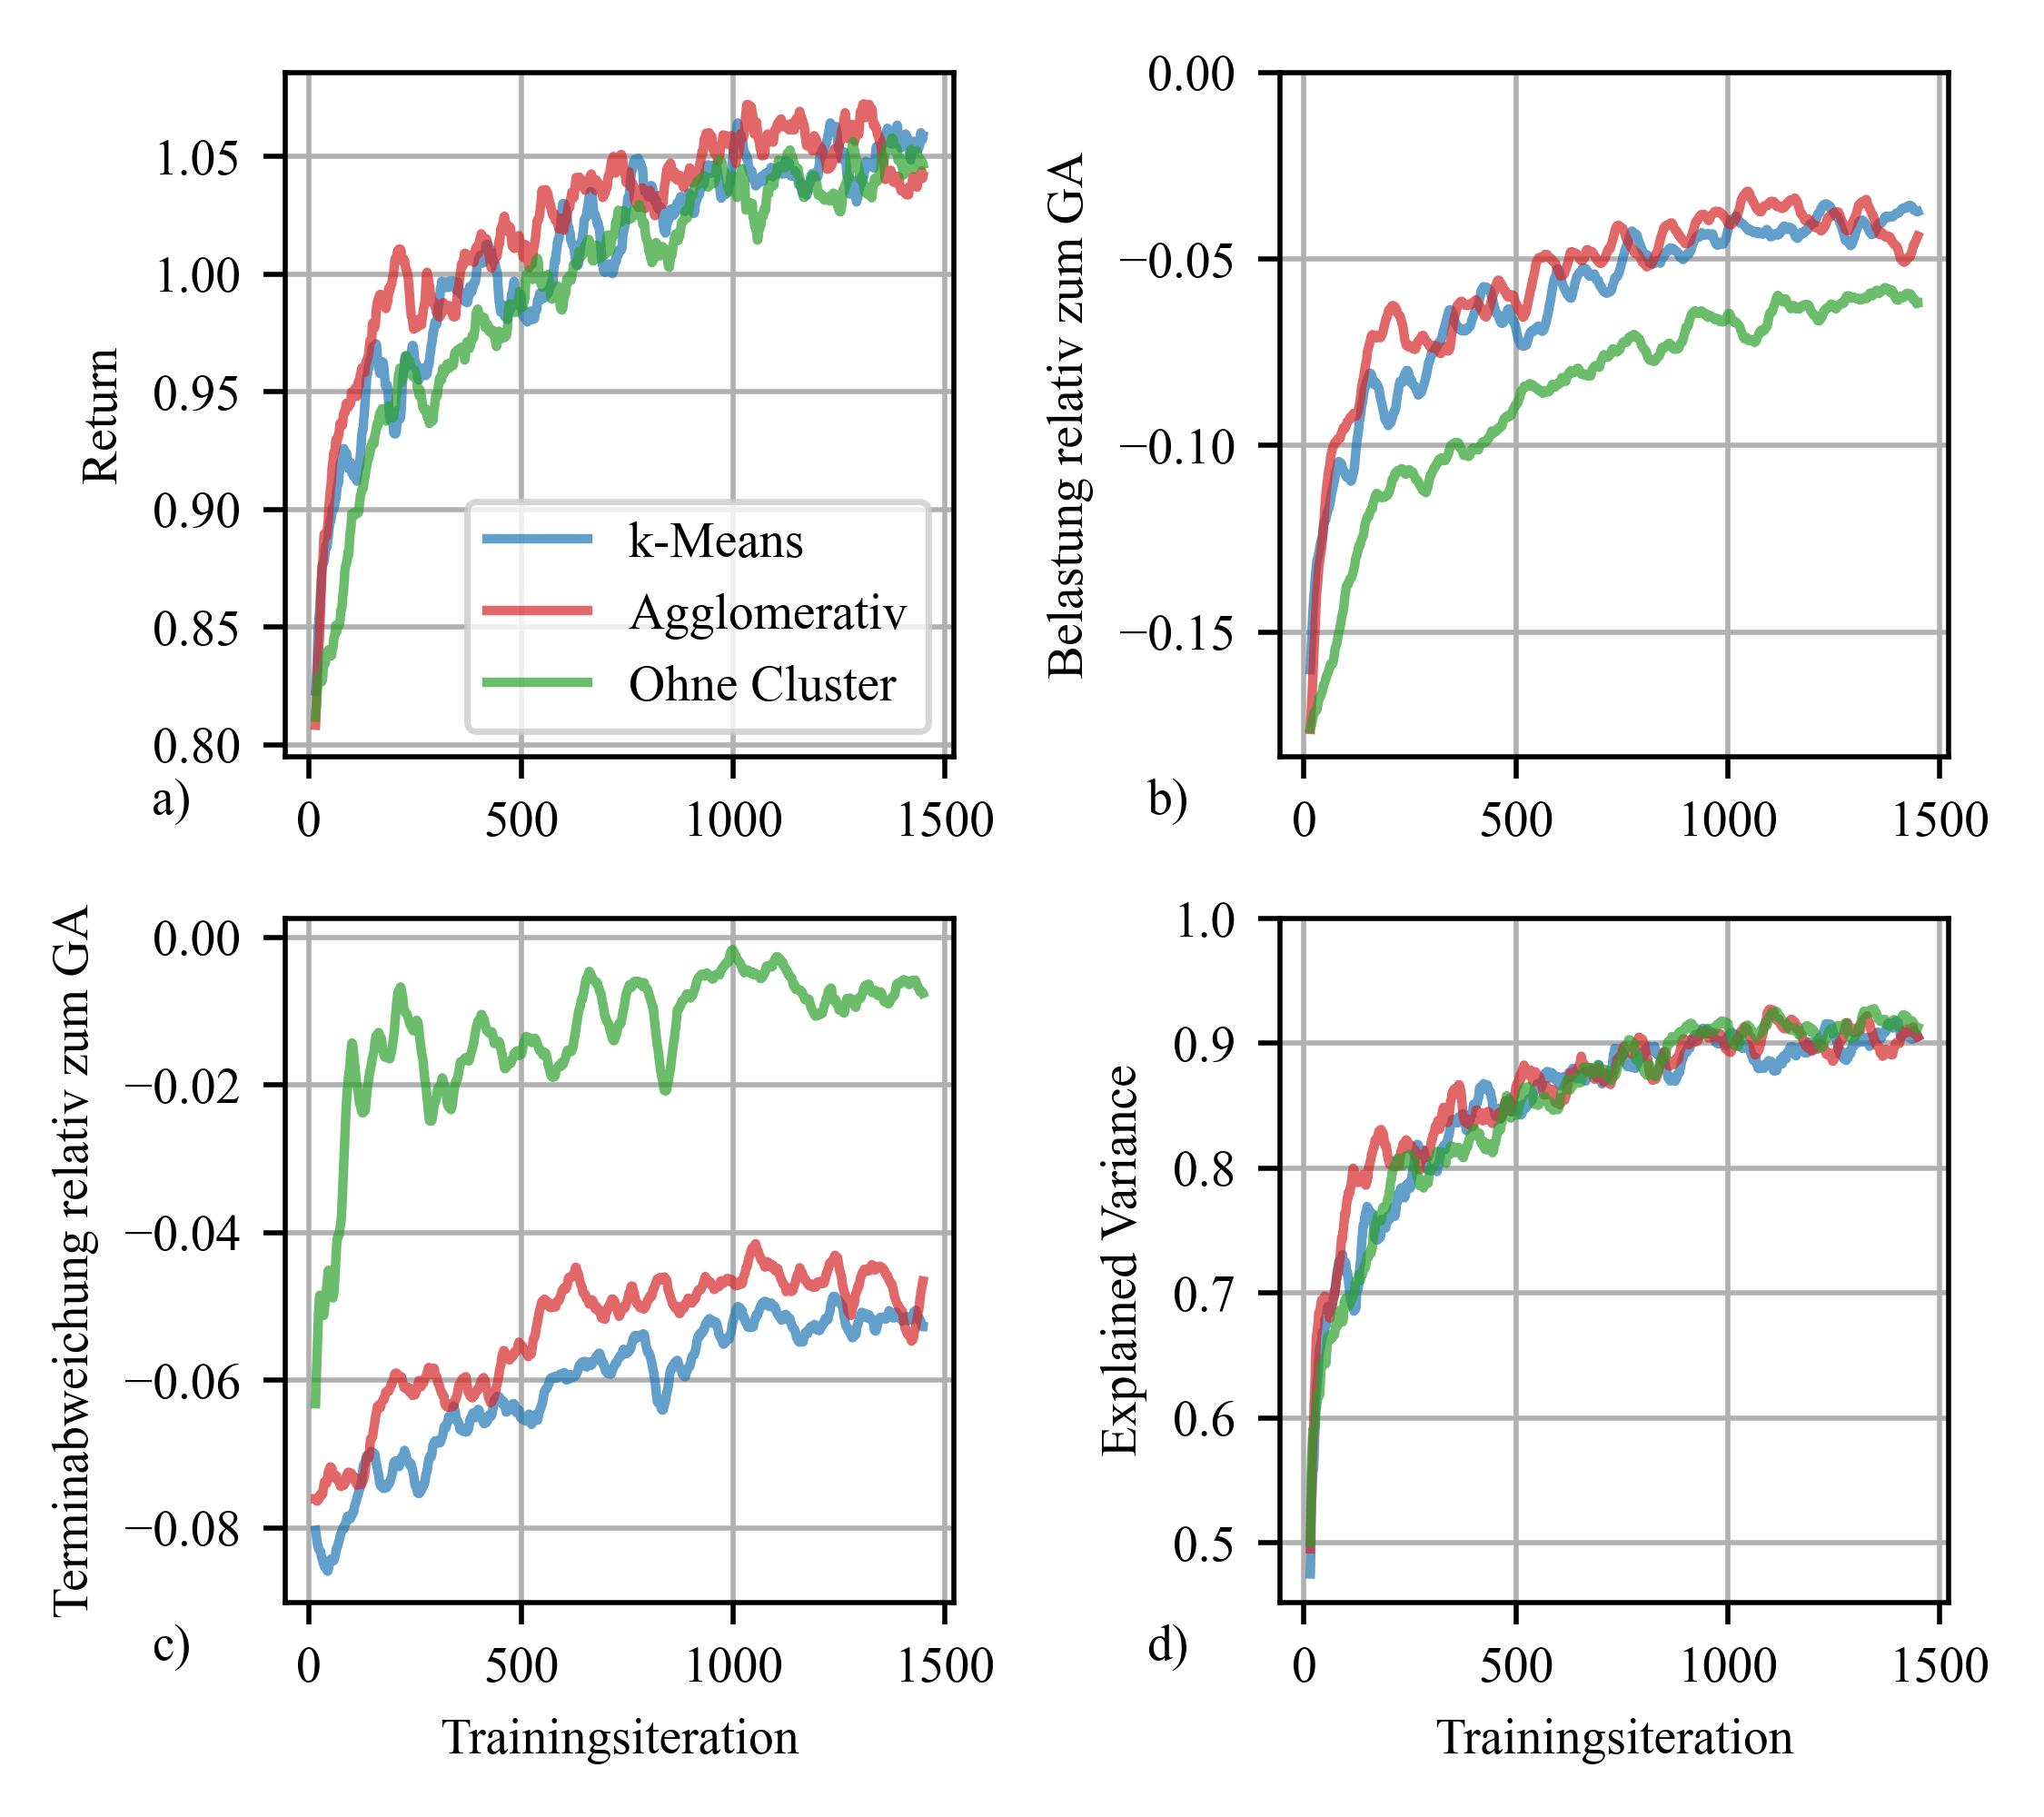 Return
1.05
1.00
0.95
0.90
0.85
0.80
k-Means
Agglomerativ
Ohne Cluster
a)
0 500 1000 1500
Belastung relativ zum GA
0.00
−0.05
−0.10
−0.15
b)
0 500 1000 1500
Terminabweichung relativ zum GA
0.00
−0.02
−0.04
−0.06
−0.08
c)
0 500 1000 1500
Trainingsiteration
Explained Variance
1.0
0.9
0.8
0.7
0.6
0.5
d)
0 500 1000 1500
Trainingsiteration